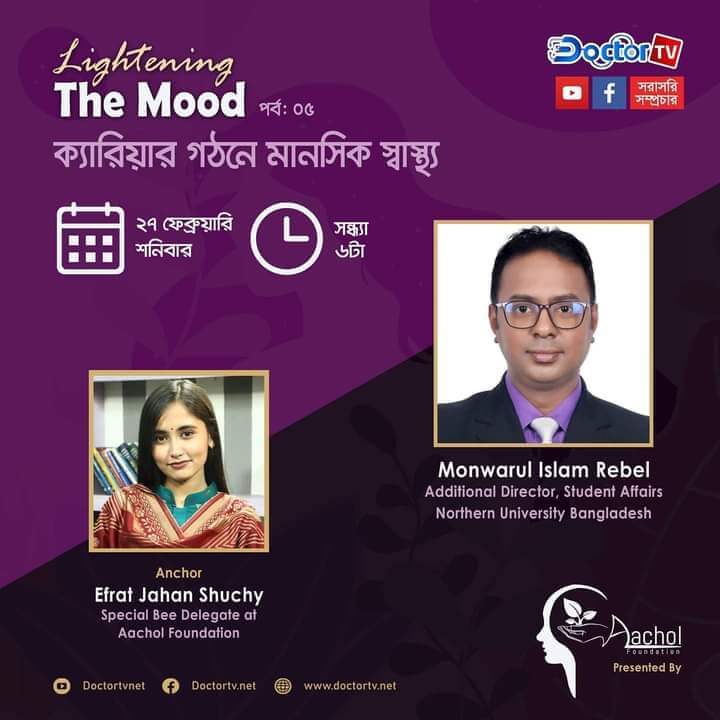 Lightening
The Mood পর্ব: ০৫
ক্যারিয়ার গঠনে মানসিক স্বাস্থ্য
DoctorTV
সরাসরি
সম্প্রচার
২৭ ফেব্রুয়ারি
শনিবার
সন্ধ্যা
৬টা
Monwarul Islam Rebel
Additional Director, Student Affairs
Northern University Bangladesh
Anchor
Efrat Jahan Shuchy
Special Bee Delegate at
Aachol Foundation
Aachol
Foundation
Presented By
Doctortvnet
Doctortv.net
www.doctortv.net